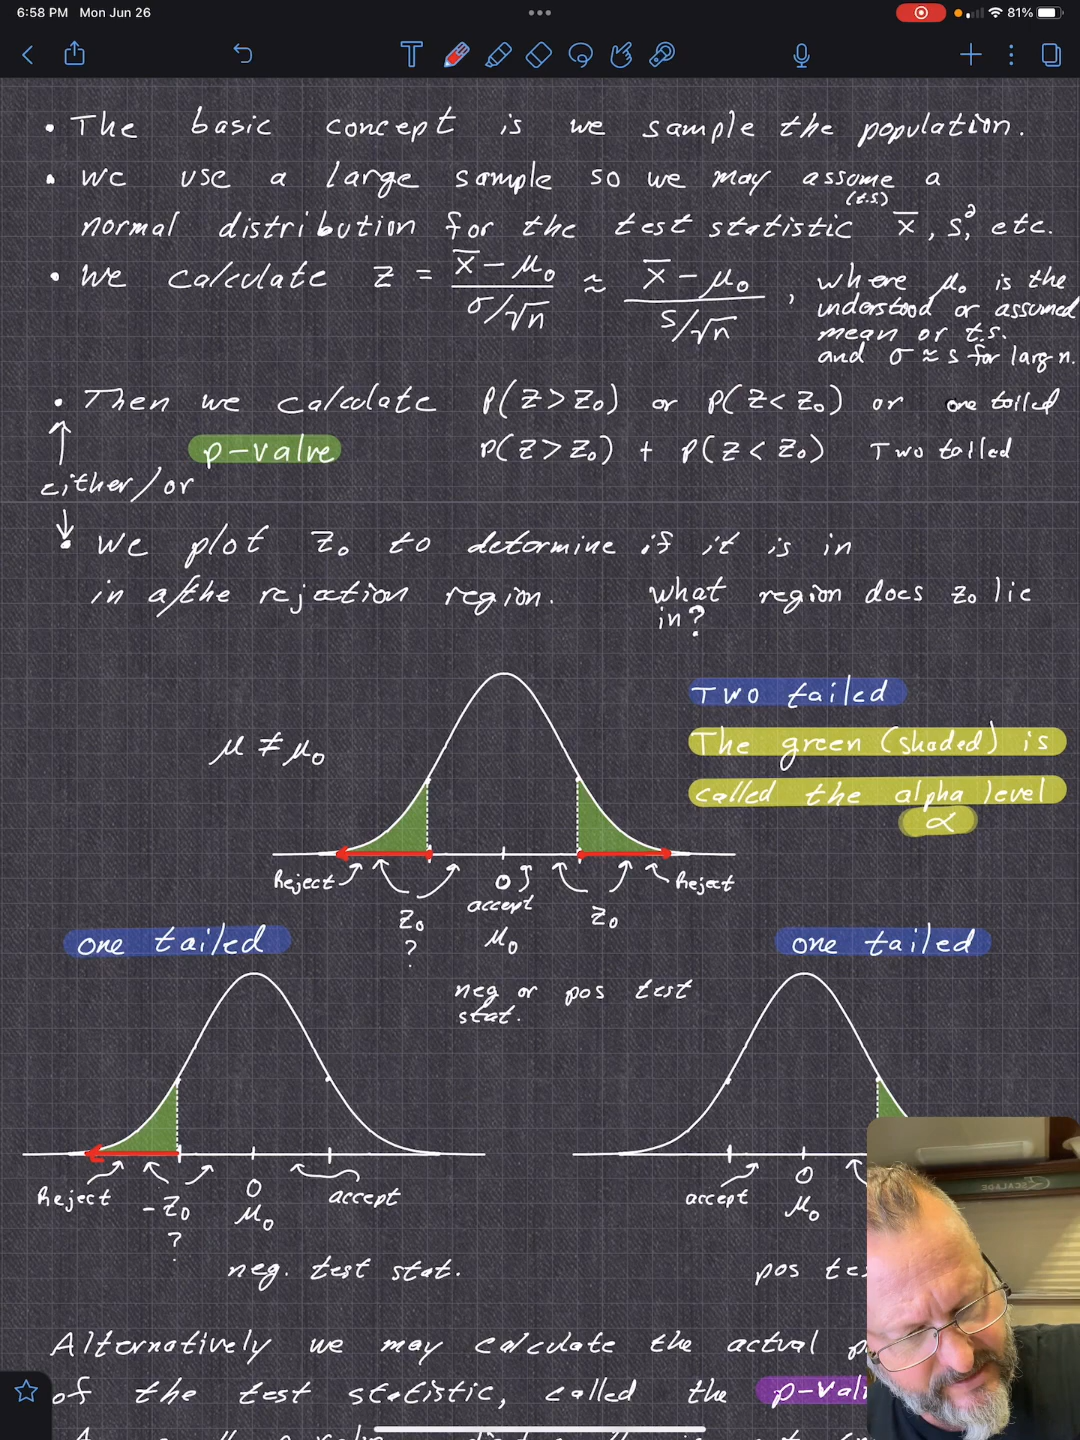 6:58 PM Mon Jun 26
81%
• The basic concept is we sample the population.
• we use a large sample so we may assume a
(t.s)
normal distribution for the test statistic x̄, s², etc.
• We calculate z = (x̄ - μ₀)/(σ/√n) ≈ (x̄ - μ₀)/(s/√n), where μ₀ is the
understood or assumed
mean or t.s.
and σ ≈ s for larg n.
• Then we calculate P(Z>Z₀) or P(Z<Z₀) or one tailed
p-value P(Z>Z₀) + P(Z<Z₀) Two tailed
either/or
• We plot Z₀ to determine if it is in
in a/the rejection region. what region does z₀ lie
in?
Two tailed
μ ≠ μ₀
The green (shaded) is
called the alpha level
α
Reject 0 Reject
accept
Z₀ Z₀
? μ₀
one tailed one tailed
neg or pos test
stat.
Reject -Z₀ 0 accept
μ₀
?
accept 0
μ₀
neg. test stat.
pos
Alternatively we may calculate the actual
of the test statistic, called the